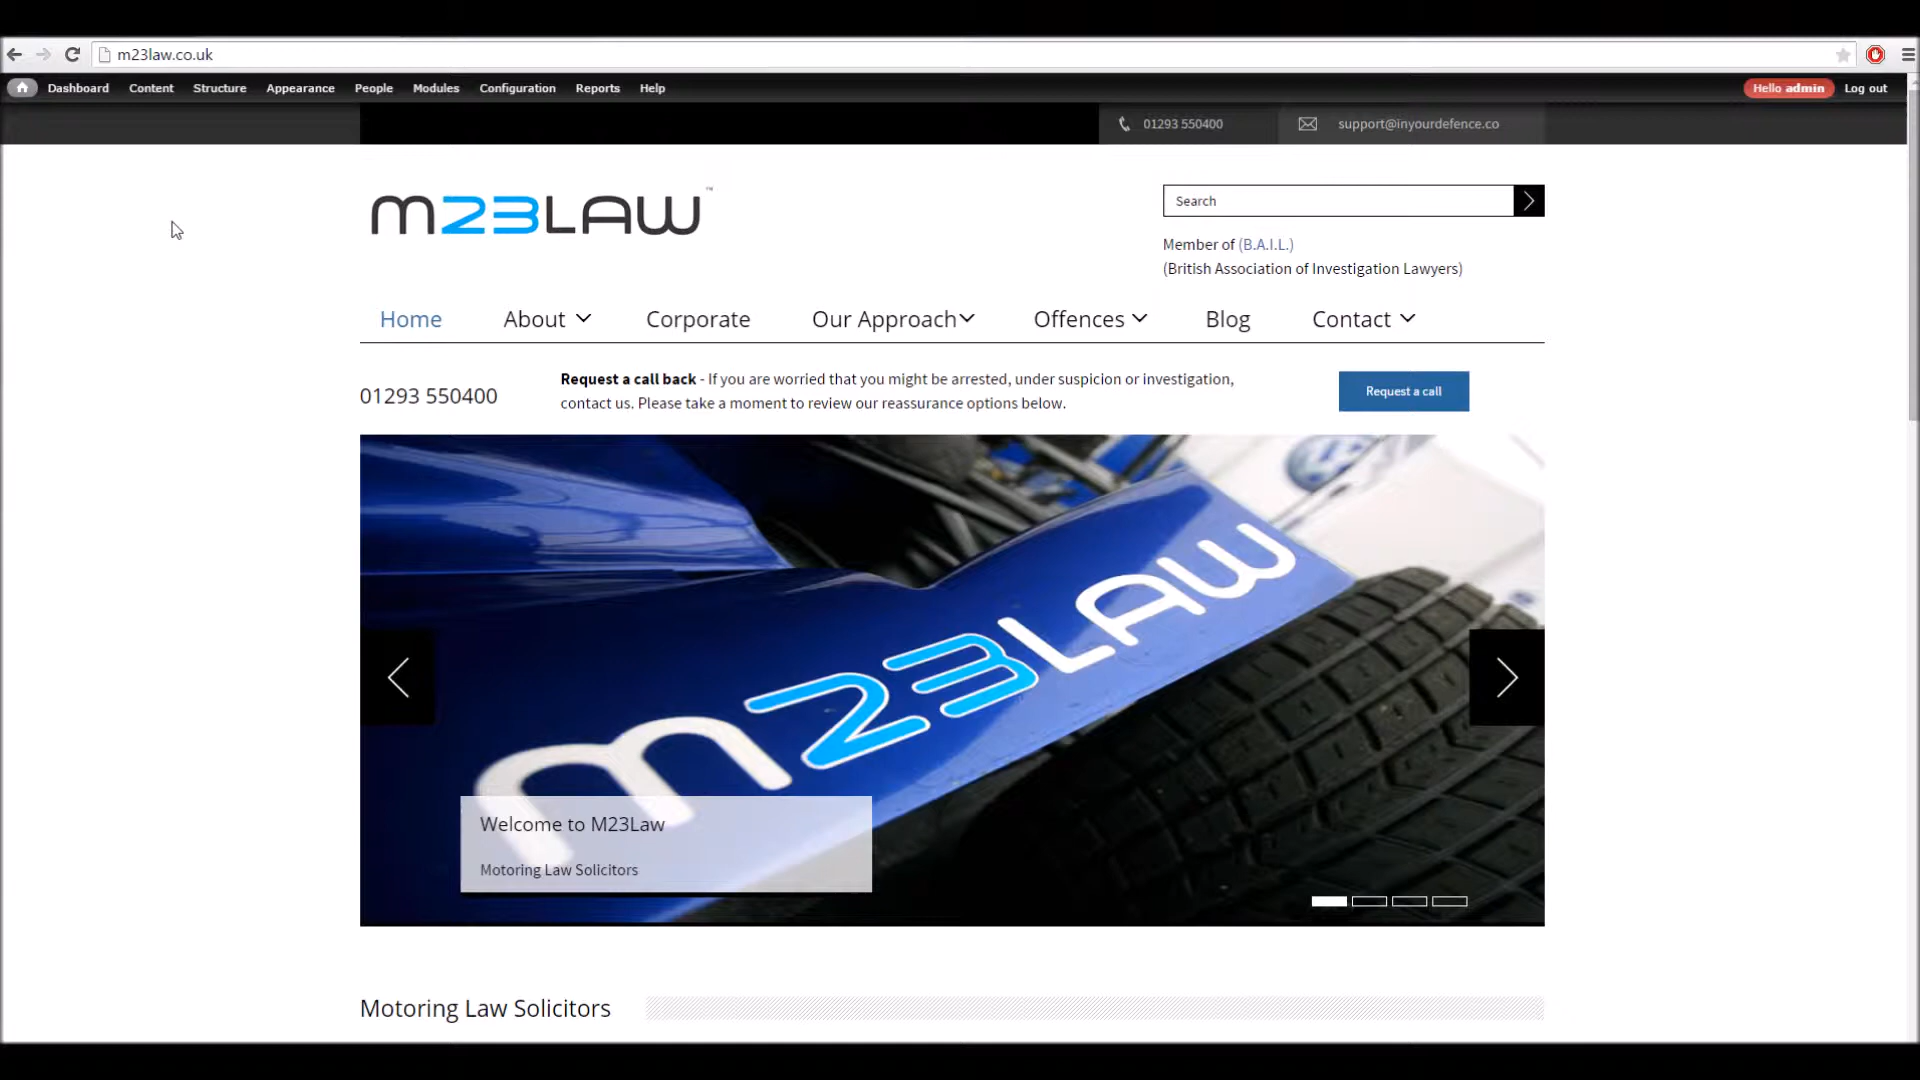 m23law.co.uk
Dashboard Content Structure Appearance People Modules Configuration Reports Help Hello admin Log out
01293 550400 support@inyourdefence.co
m23LAW™
Search
Member of (B.A.I.L.)
(British Association of Investigation Lawyers)
Home About Corporate Our Approach Offences Blog Contact
01293 550400
Request a call back - If you are worried that you might be arrested, under suspicion or investigation,
contact us. Please take a moment to review our reassurance options below.
Request a call
m23LAW
Welcome to M23Law
Motoring Law Solicitors
Motoring Law Solicitors